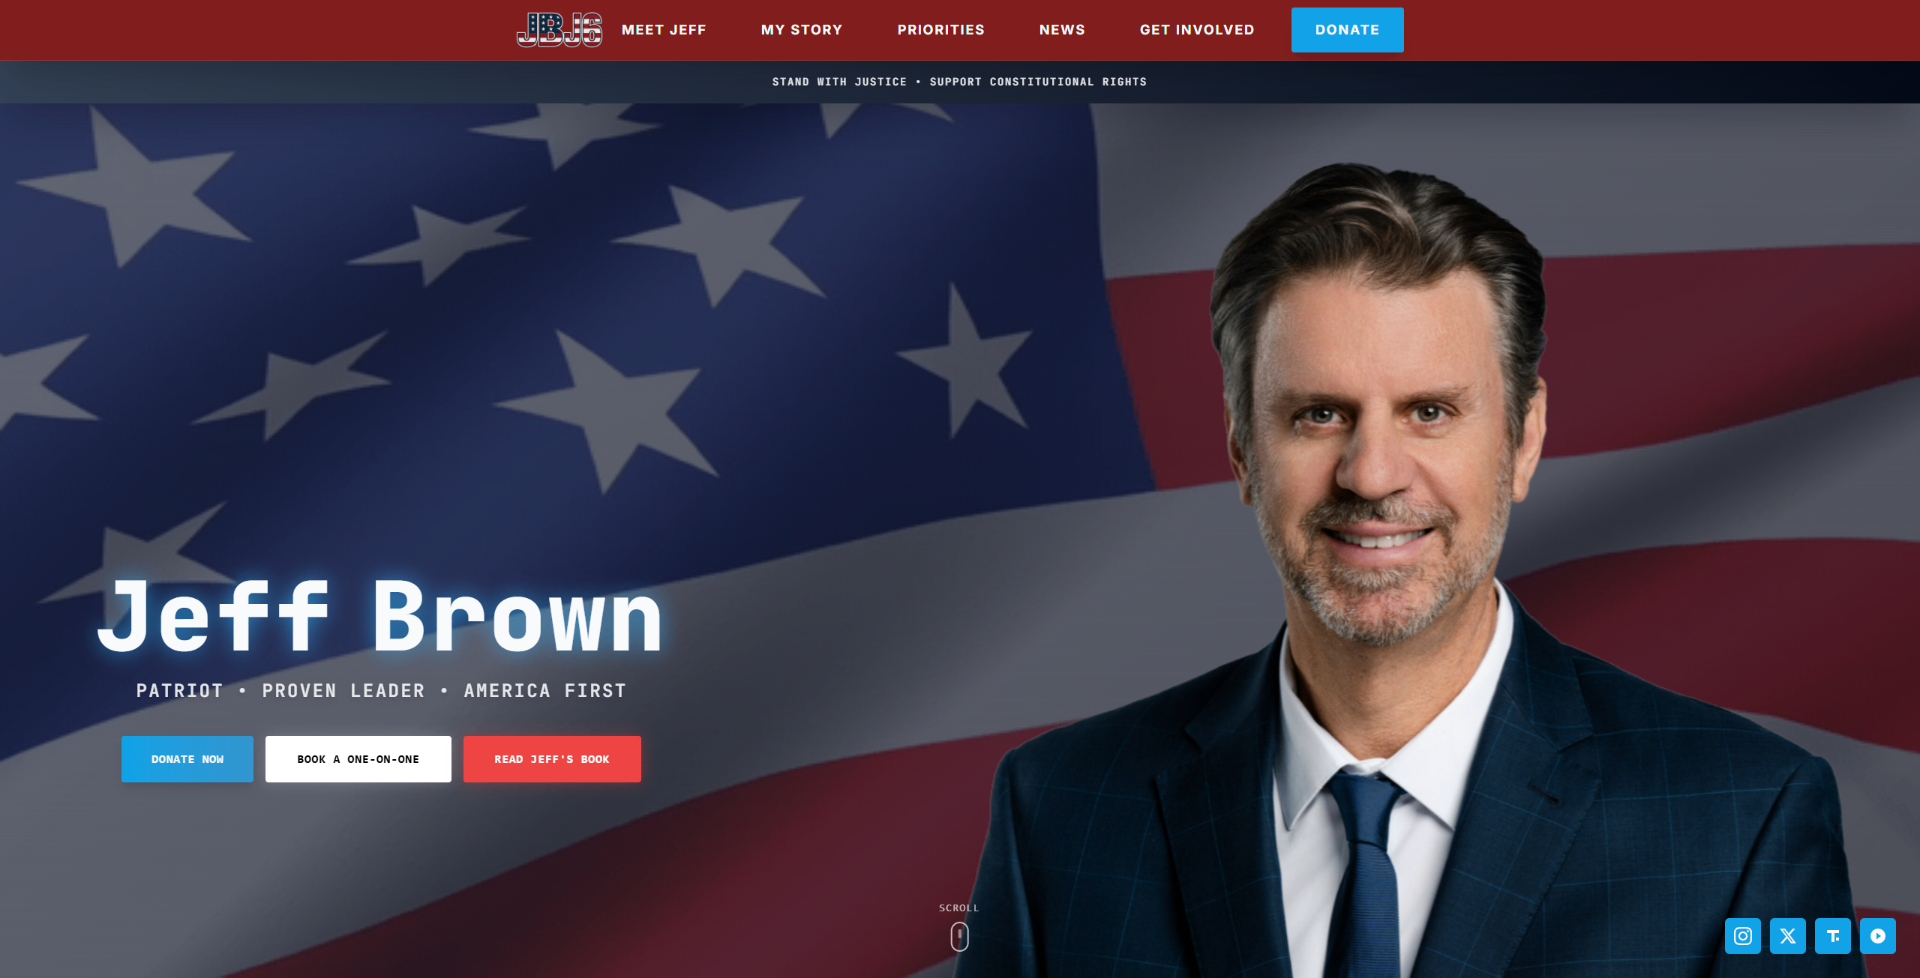 JBJ6 MEET JEFF MY STORY PRIORITIES NEWS GET INVOLVED DONATE
STAND WITH JUSTICE • SUPPORT CONSTITUTIONAL RIGHTS
Jeff Brown
PATRIOT • PROVEN LEADER • AMERICA FIRST
DONATE NOW BOOK A ONE-ON-ONE READ JEFF'S BOOK
SCROLL